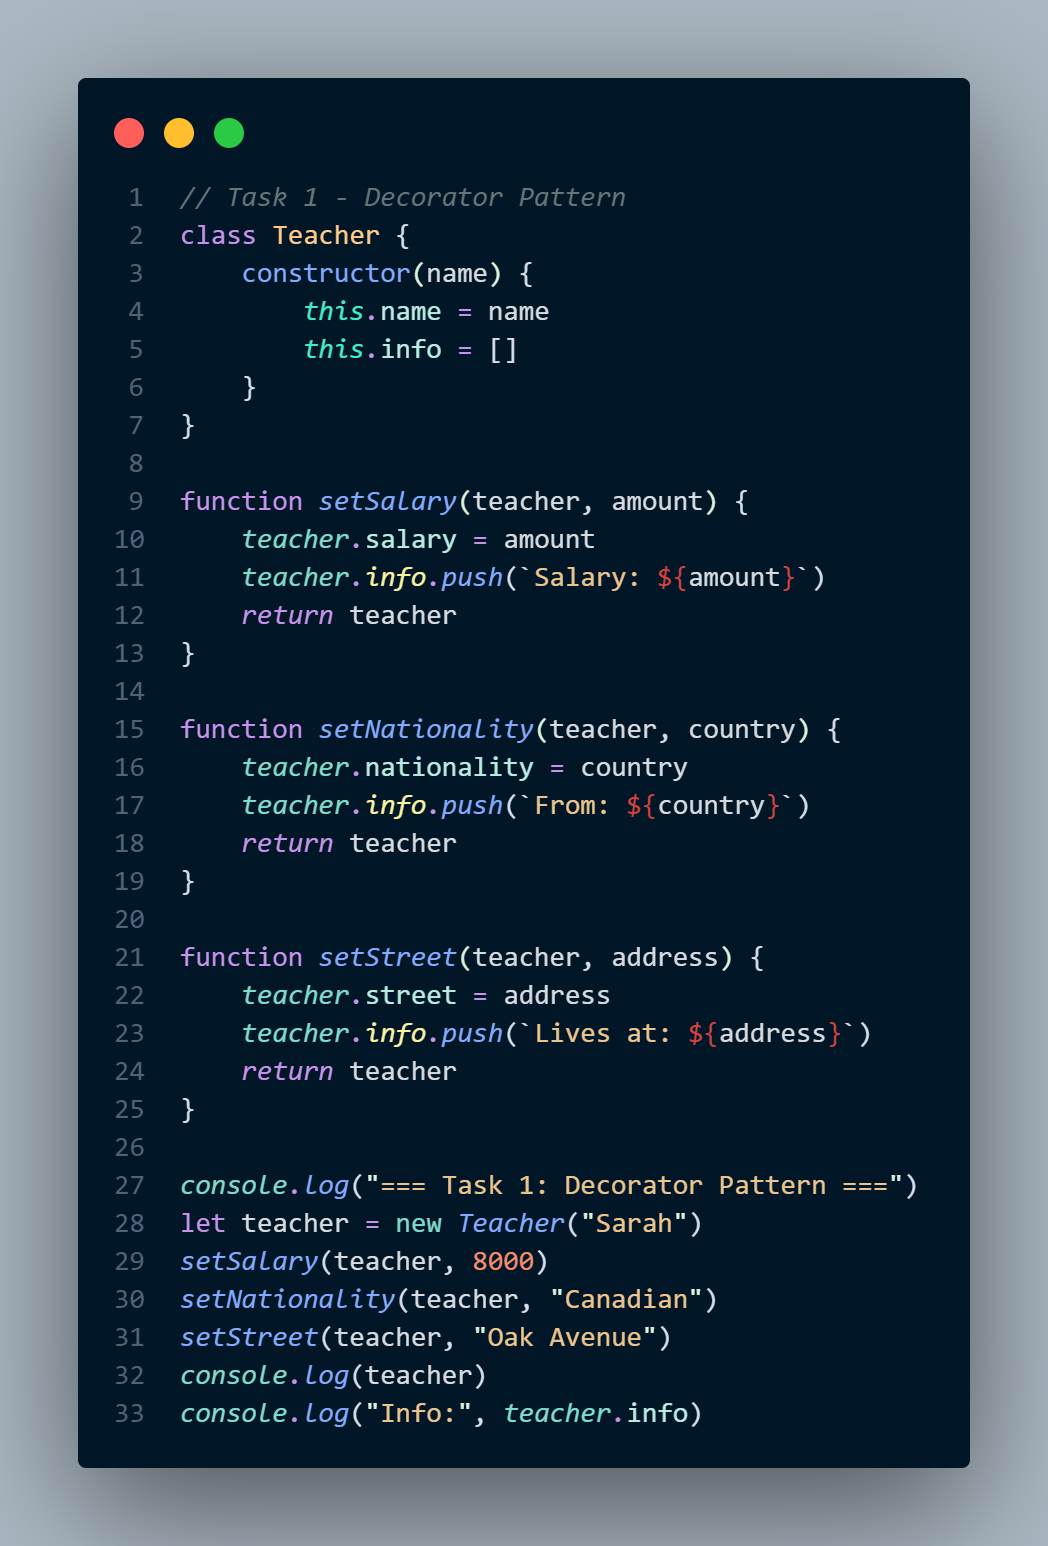 1 // Task 1 - Decorator Pattern
2 class Teacher {
3     constructor(name) {
4         this.name = name
5         this.info = []
6     }
7 }
8
9 function setSalary(teacher, amount) {
10     teacher.salary = amount
11     teacher.info.push(`Salary: ${amount}`)
12     return teacher
13 }
14
15 function setNationality(teacher, country) {
16     teacher.nationality = country
17     teacher.info.push(`From: ${country}`)
18     return teacher
19 }
20
21 function setStreet(teacher, address) {
22     teacher.street = address
23     teacher.info.push(`Lives at: ${address}`)
24     return teacher
25 }
26
27 console.log("=== Task 1: Decorator Pattern ===")
28 let teacher = new Teacher("Sarah")
29 setSalary(teacher, 8000)
30 setNationality(teacher, "Canadian")
31 setStreet(teacher, "Oak Avenue")
32 console.log(teacher)
33 console.log("Info:", teacher.info)